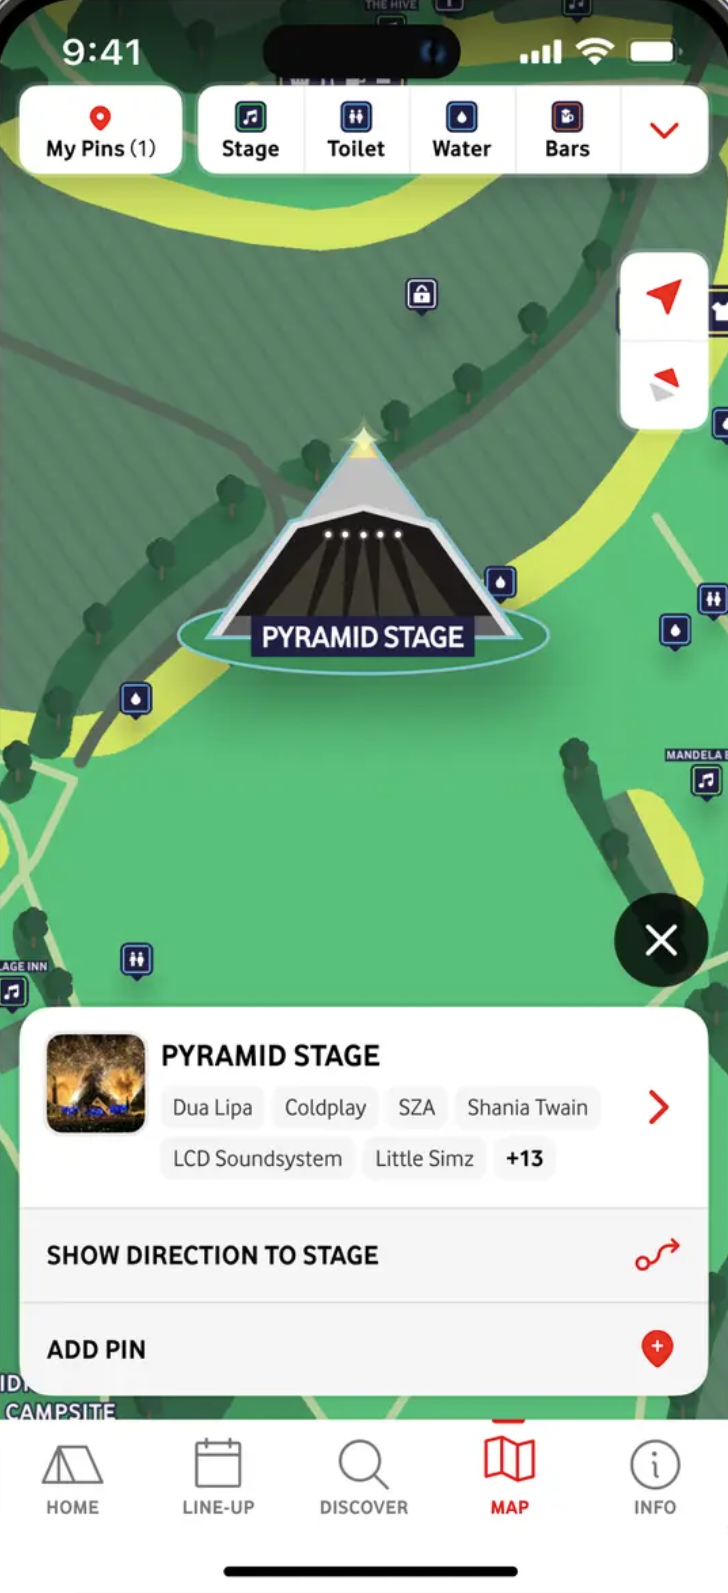 THE HIVE
9:41
My Pins (1)
Stage
Toilet
Water
Bars
PYRAMID STAGE
MANDELA
LAGE INN
PYRAMID STAGE
Dua Lipa
Coldplay
SZA
Shania Twain
LCD Soundsystem
Little Simz
+13
SHOW DIRECTION TO STAGE
ADD PIN
CAMPSITE
HOME
LINE-UP
DISCOVER
MAP
INFO